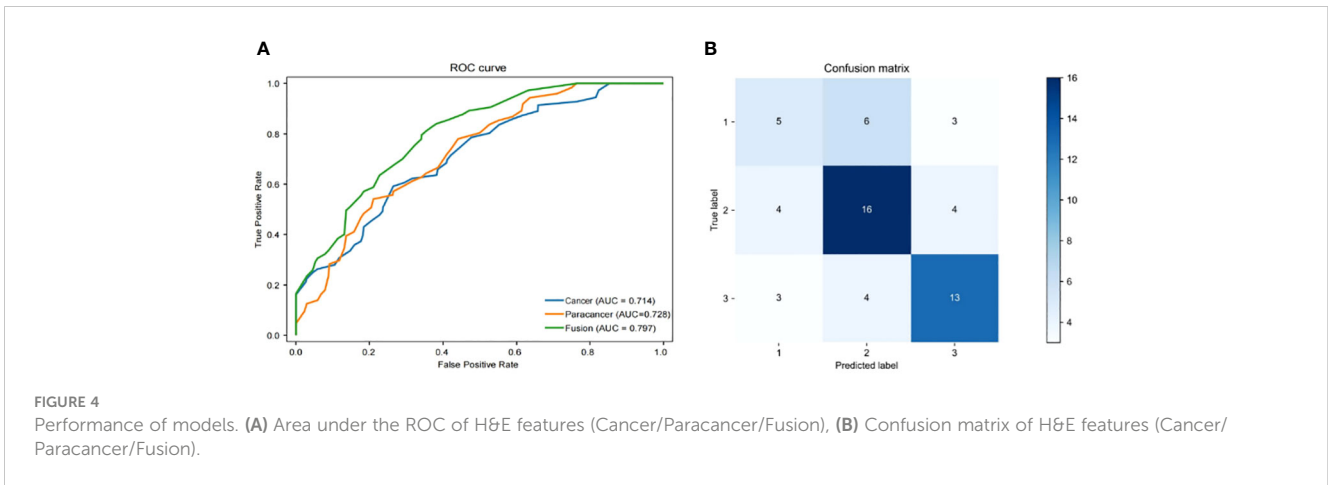 A
ROC curve
1.0
0.8
0.6
0.4
0.2
0.0
True Positive Rate
Cancer (AUC = 0.714)
Paracancer (AUC=0.728)
Fusion (AUC = 0.797)
0.0 0.2 0.4 0.6 0.8 1.0
False Positive Rate
B
Confusion matrix
True label
1 5 6 3
2 4 16 4
3 3 4 13
1 2 3
Predicted label
16
14
12
10
8
6
4
FIGURE 4
Performance of models. (A) Area under the ROC of H&E features (Cancer/Paracancer/Fusion), (B) Confusion matrix of H&E features (Cancer/
Paracancer/Fusion).